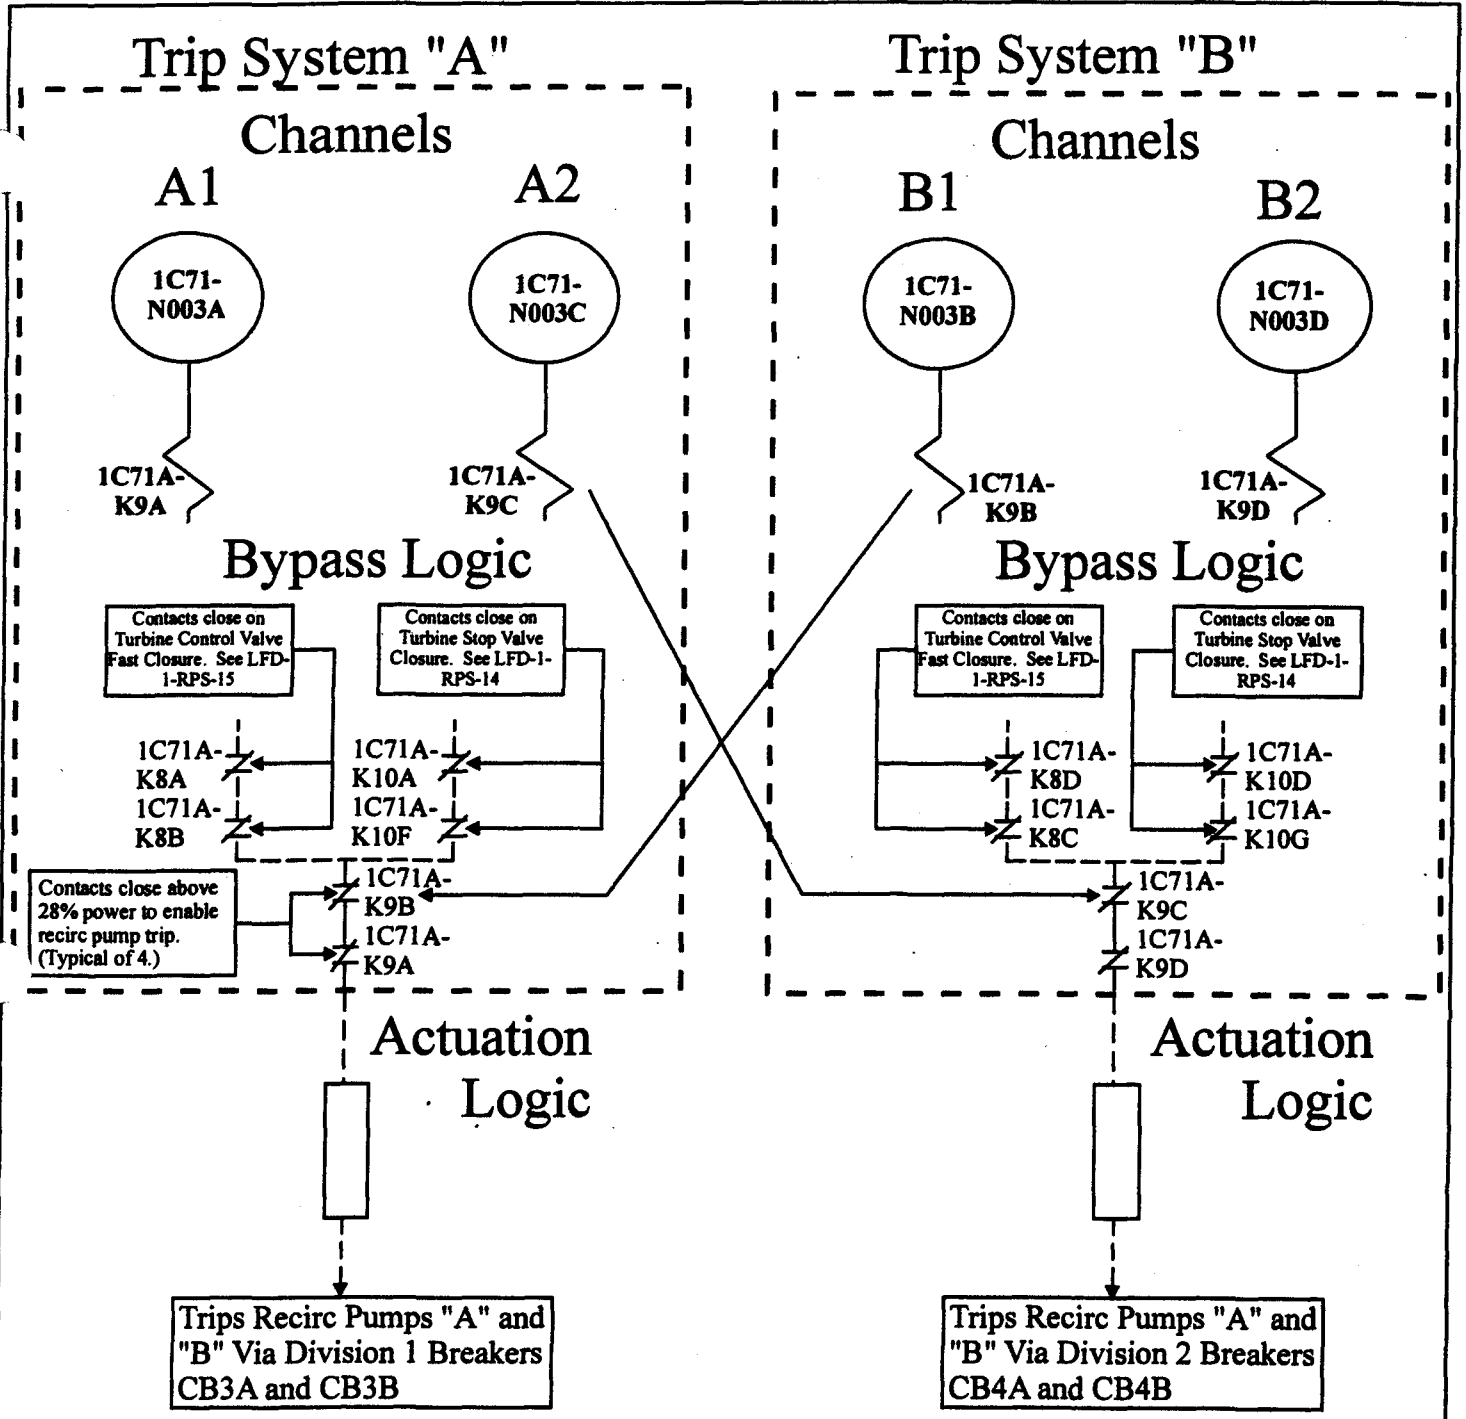 Trip System "A"
Channels
A1
A2
1C71-
N003A
1C71-
N003C
1C71A-
K9A
1C71A-
K9C
Bypass Logic
Contacts close on
Turbine Control Valve
Fast Closure. See LFD-
1-RPS-15
Contacts close on
Turbine Stop Valve
Closure. See LFD-1-
RPS-14
1C71A-
K8A
1C71A-
K10A
1C71A-
K8B
1C71A-
K10F
Contacts close above
28% power to enable
recirc pump trip.
(Typical of 4.)
1C71A-
K9B
1C71A-
K9A
Actuation
Logic
Trips Recirc Pumps "A" and
"B" Via Division 1 Breakers
CB3A and CB3B
Trip System "B"
Channels
B1
B2
1C71-
N003B
1C71-
N003D
1C71A-
K9B
1C71A-
K9D
Bypass Logic
Contacts close on
Turbine Control Valve
Fast Closure. See LFD-
1-RPS-15
Contacts close on
Turbine Stop Valve
Closure. See LFD-1-
RPS-14
1C71A-
K8D
1C71A-
K10D
1C71A-
K8C
1C71A-
K10G
1C71A-
K9C
1C71A-
K9D
Actuation
Logic
Trips Recirc Pumps "A" and
"B" Via Division 2 Breakers
CB4A and CB4B